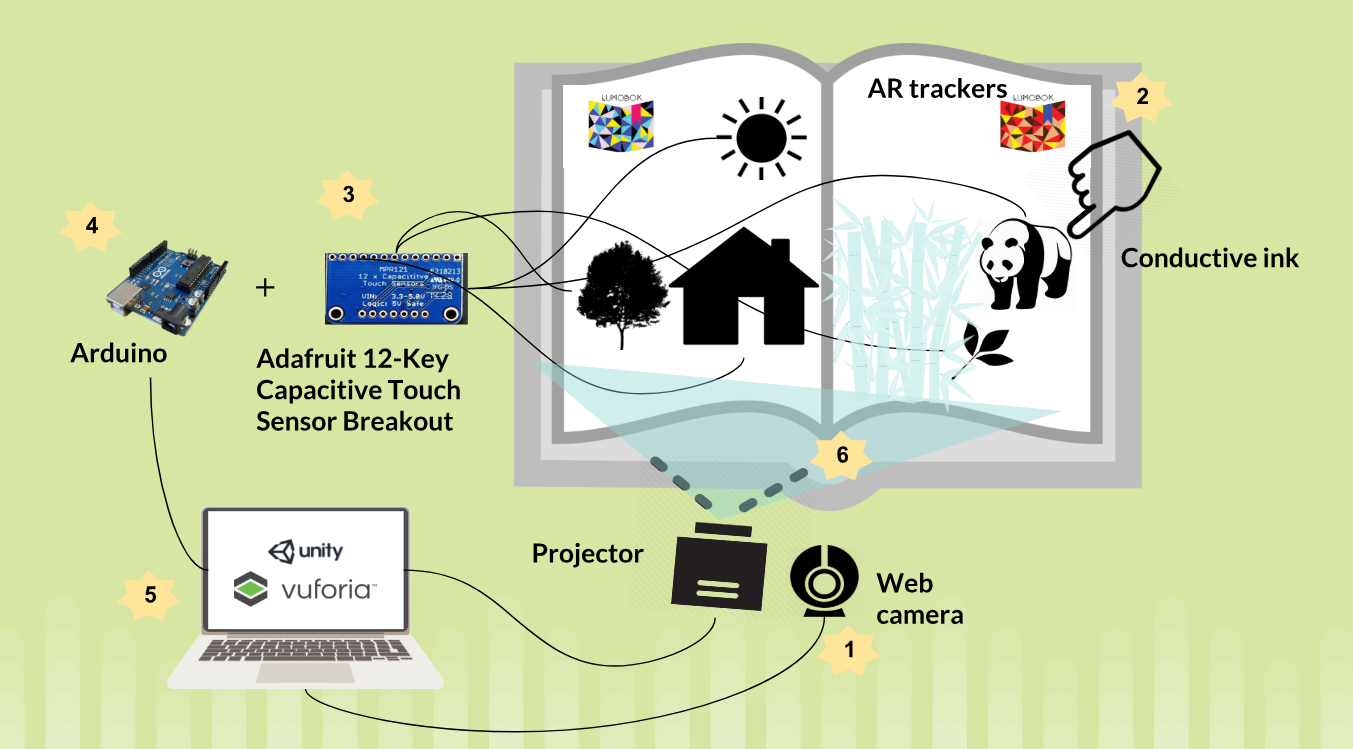 LUMOBOK
AR trackers
LUMOBOK
2
3
4
MPR121
12 x Capacitive
Touch Sensors
VIN: 3.3-5.0V
Logic: 5V Safe
+
Conductive ink
Arduino
Adafruit 12-Key
Capacitive Touch
Sensor Breakout
6
Projector
Web
camera
unity
vuforia™
5
1